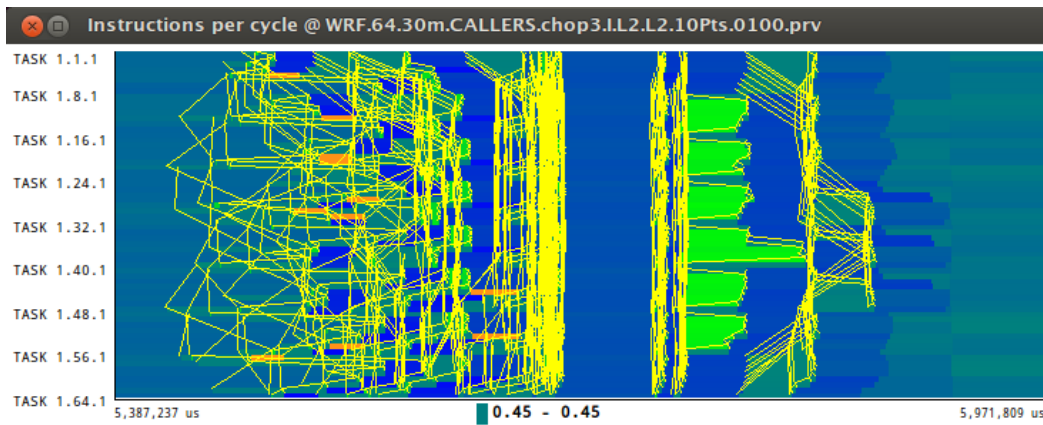 Instructions per cycle @ WRF.64.30m.CALLERS.chop3.I.L2.L2.10Pts.0100.prv
TASK 1.1.1
TASK 1.8.1
TASK 1.16.1
TASK 1.24.1
TASK 1.32.1
TASK 1.40.1
TASK 1.48.1
TASK 1.56.1
TASK 1.64.1
5,387,237 us
0.45 - 0.45
5,971,809 us